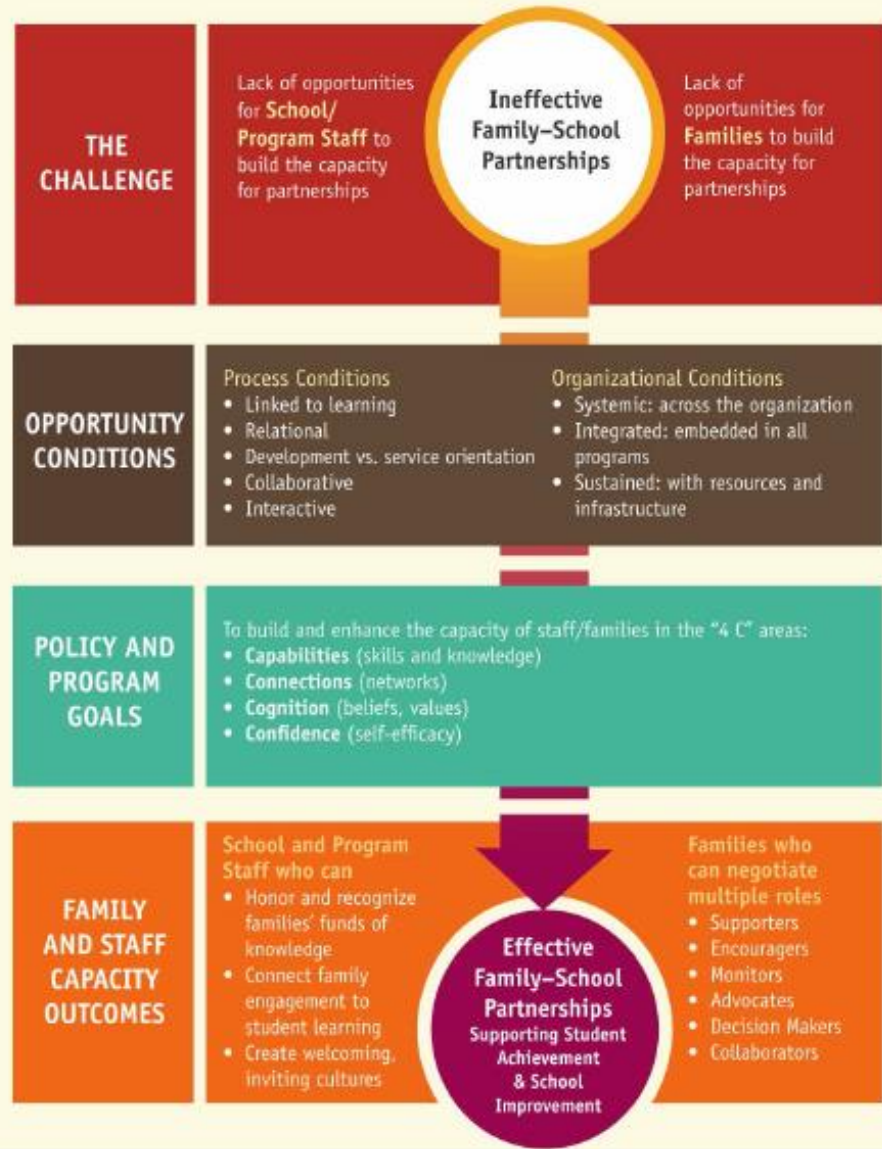 THE
CHALLENGE
Lack of opportunities
for School/
Program Staff to
build the capacity
for partnerships
Ineffective
Family–School
Partnerships
Lack of
opportunities for
Families to build
the capacity for
partnerships
OPPORTUNITY
CONDITIONS
Process Conditions
• Linked to learning
• Relational
• Development vs. service orientation
• Collaborative
• Interactive
Organizational Conditions
• Systemic: across the organization
• Integrated: embedded in all
programs
• Sustained: with resources and
infrastructure
POLICY AND
PROGRAM
GOALS
To build and enhance the capacity of staff/families in the “4 C” areas:
• Capabilities (skills and knowledge)
• Connections (networks)
• Cognition (beliefs, values)
• Confidence (self-efficacy)
FAMILY
AND STAFF
CAPACITY
OUTCOMES
School and Program
Staff who can
• Honor and recognize
families’ funds of
knowledge
• Connect family
engagement to
student learning
• Create welcoming,
inviting cultures
Effective
Family–School
Partnerships
Supporting Student
Achievement
& School
Improvement
Families who
can negotiate
multiple roles
• Supporters
• Encouragers
• Monitors
• Advocates
• Decision Makers
• Collaborators